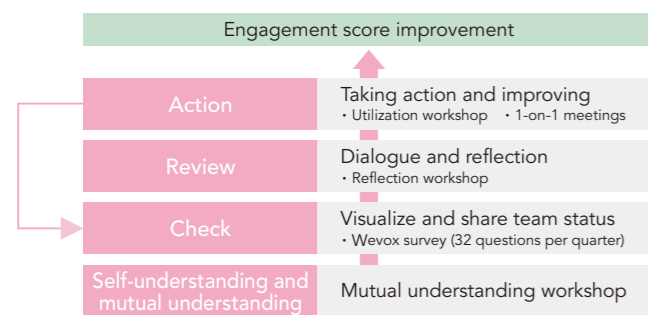 Engagement score improvement
Action
Taking action and improving
・Utilization workshop ・1-on-1 meetings
Review
Dialogue and reflection
・Reflection workshop
Check
Visualize and share team status
・Wevox survey (32 questions per quarter)
Self-understanding and
mutual understanding
Mutual understanding workshop